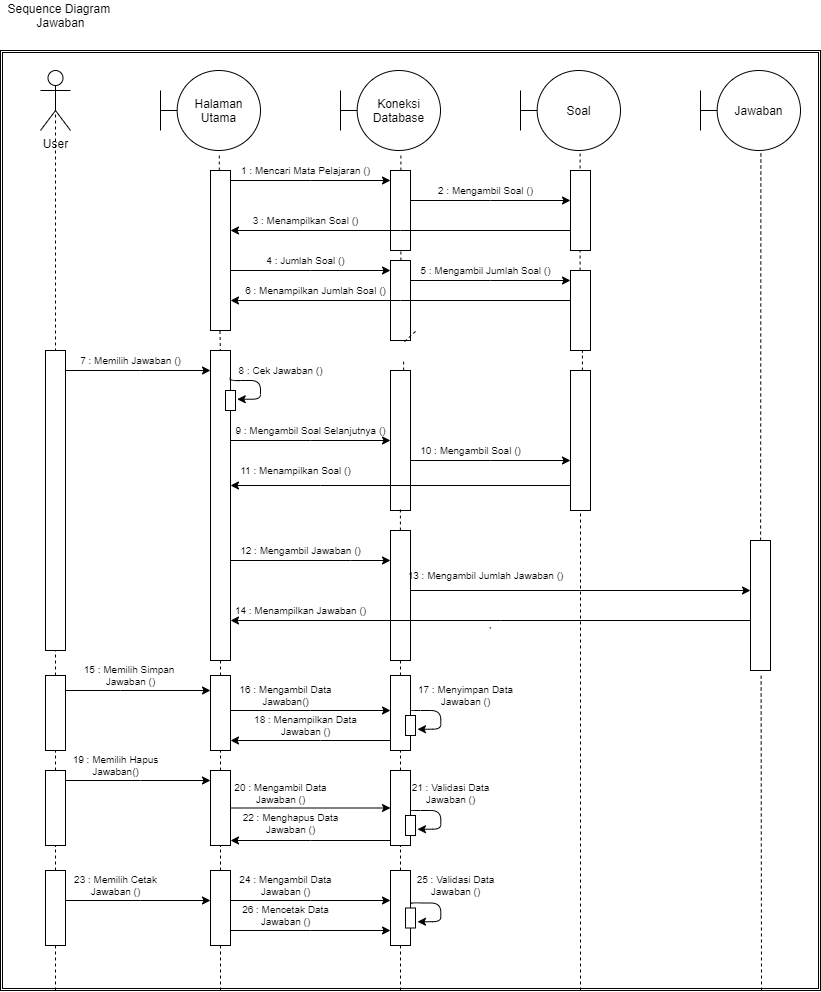 Sequence Diagram
Jawaban
Halaman
Utama
Koneksi
Database
Soal
Jawaban
User
1 : Mencari Mata Pelajaran ()
2 : Mengambil Soal ()
3 : Menampilkan Soal ()
4 : Jumlah Soal ()
5 : Mengambil Jumlah Soal ()
6 : Menampilkan Jumlah Soal ()
7 : Memilih Jawaban ()
8 : Cek Jawaban ()
9 : Mengambil Soal Selanjutnya ()
10 : Mengambil Soal ()
11 : Menampilkan Soal ()
12 : Mengambil Jawaban ()
13 : Mengambil Jumlah Jawaban ()
14 : Menampilkan Jawaban ()
15 : Memilih Simpan
Jawaban ()
16 : Mengambil Data
Jawaban()
17 : Menyimpan Data
Jawaban ()
18 : Menampilkan Data
Jawaban ()
19 : Memilih Hapus
Jawaban()
20 : Mengambil Data
Jawaban ()
21 : Validasi Data
Jawaban ()
22 : Menghapus Data
Jawaban ()
23 : Memilih Cetak
Jawaban ()
24 : Mengambil Data
Jawaban ()
25 : Validasi Data
Jawaban ()
26 : Mencetak Data
Jawaban ()